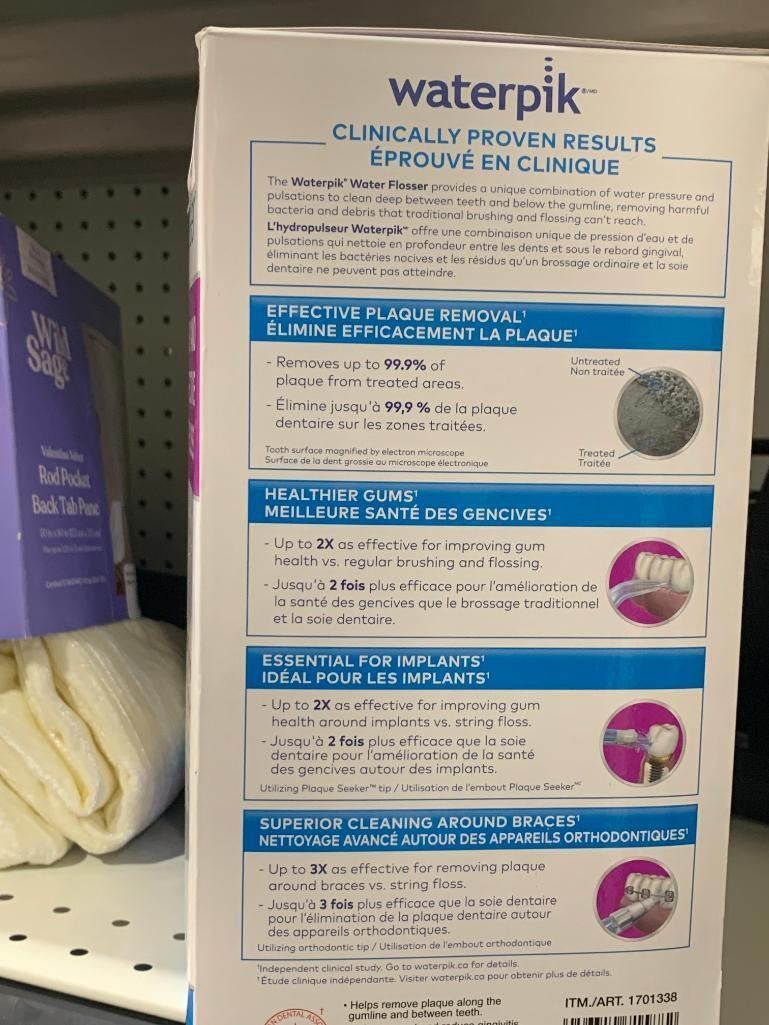 waterpik®/MD
CLINICALLY PROVEN RESULTS
ÉPROUVÉ EN CLINIQUE
The Waterpik® Water Flosser provides a unique combination of water pressure and
pulsations to clean deep between teeth and below the gumline, removing harmful
bacteria and debris that traditional brushing and flossing can't reach.
L'hydropulseur Waterpik offre une combinaison unique de pression d'eau et de
pulsations qui nettoie en profondeur entre les dents et sous le rebord gingival,
éliminant les bactéries nocives et les résidus qu'un brossage ordinaire et la soie
dentaire ne peuvent pas atteindre.
EFFECTIVE PLAQUE REMOVAL¹
ÉLIMINE EFFICACEMENT LA PLAQUE¹
- Removes up to 99.9% of
plaque from treated areas.
- Élimine jusqu'à 99,9 % de la plaque
dentaire sur les zones traitées.
Tooth surface magnified by electron microscope
Surface de la dent grossie au microscope électronique
Untreated
Non traitée
Treated
Traitée
HEALTHIER GUMS¹
MEILLEURE SANTÉ DES GENCIVES¹
- Up to 2X as effective for improving gum
health vs. regular brushing and flossing.
- Jusqu'à 2 fois plus efficace pour l'amélioration de
la santé des gencives que le brossage traditionnel
et la soie dentaire.
ESSENTIAL FOR IMPLANTS¹
IDÉAL POUR LES IMPLANTS¹
- Up to 2X as effective for improving gum
health around implants vs. string floss.
- Jusqu'à 2 fois plus efficace que la soie
dentaire pour l'amélioration de la santé
des gencives autour des implants.
Utilizing Plaque Seeker™ tip / Utilisation de l'embout Plaque Seeker MC
SUPERIOR CLEANING AROUND BRACES¹
NETTOYAGE AVANCÉ AUTOUR DES APPAREILS ORTHODONTIQUES¹
- Up to 3X as effective for removing plaque
around braces vs. string floss.
- Jusqu'à 3 fois plus efficace que la soie dentaire
pour l'élimination de la plaque dentaire autour
des appareils orthodontiques.
Utilizing orthodontic tip / Utilisation de l'embout orthodontique
¹Independent clinical study. Go to waterpik.ca for details.
¹Étude clinique indépendante. Visiter waterpik.ca pour obtenir plus de détails.
• Helps remove plaque along the
gumline and between teeth.
ITM./ART. 1701338
DENTAL
Wild
Sage
Rod Pocket
Back Tab